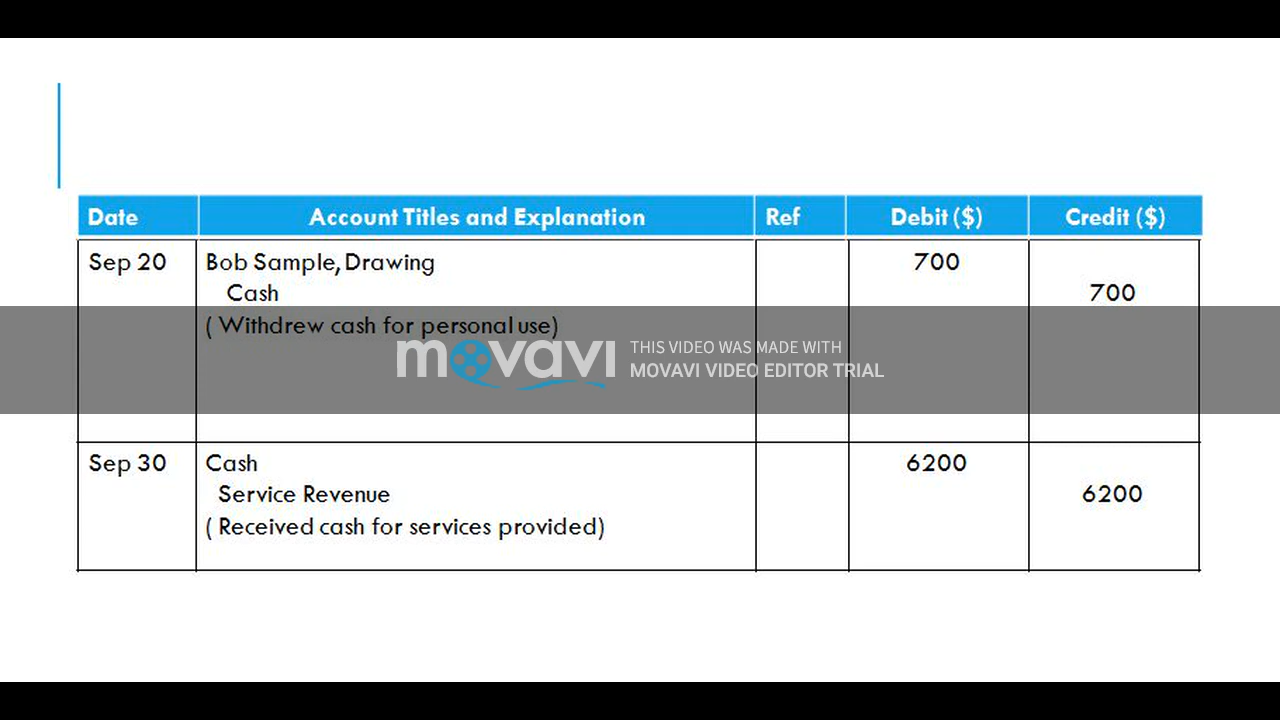 Date Account Titles and Explanation Ref Debit ($) Credit ($)
Sep 20 Bob Sample, Drawing 700
Cash 700
( Withdrew cash for personal use)
movavi THIS VIDEO WAS MADE WITH
MOVAVI VIDEO EDITOR TRIAL
Sep 30 Cash 6200
Service Revenue 6200
( Received cash for services provided)